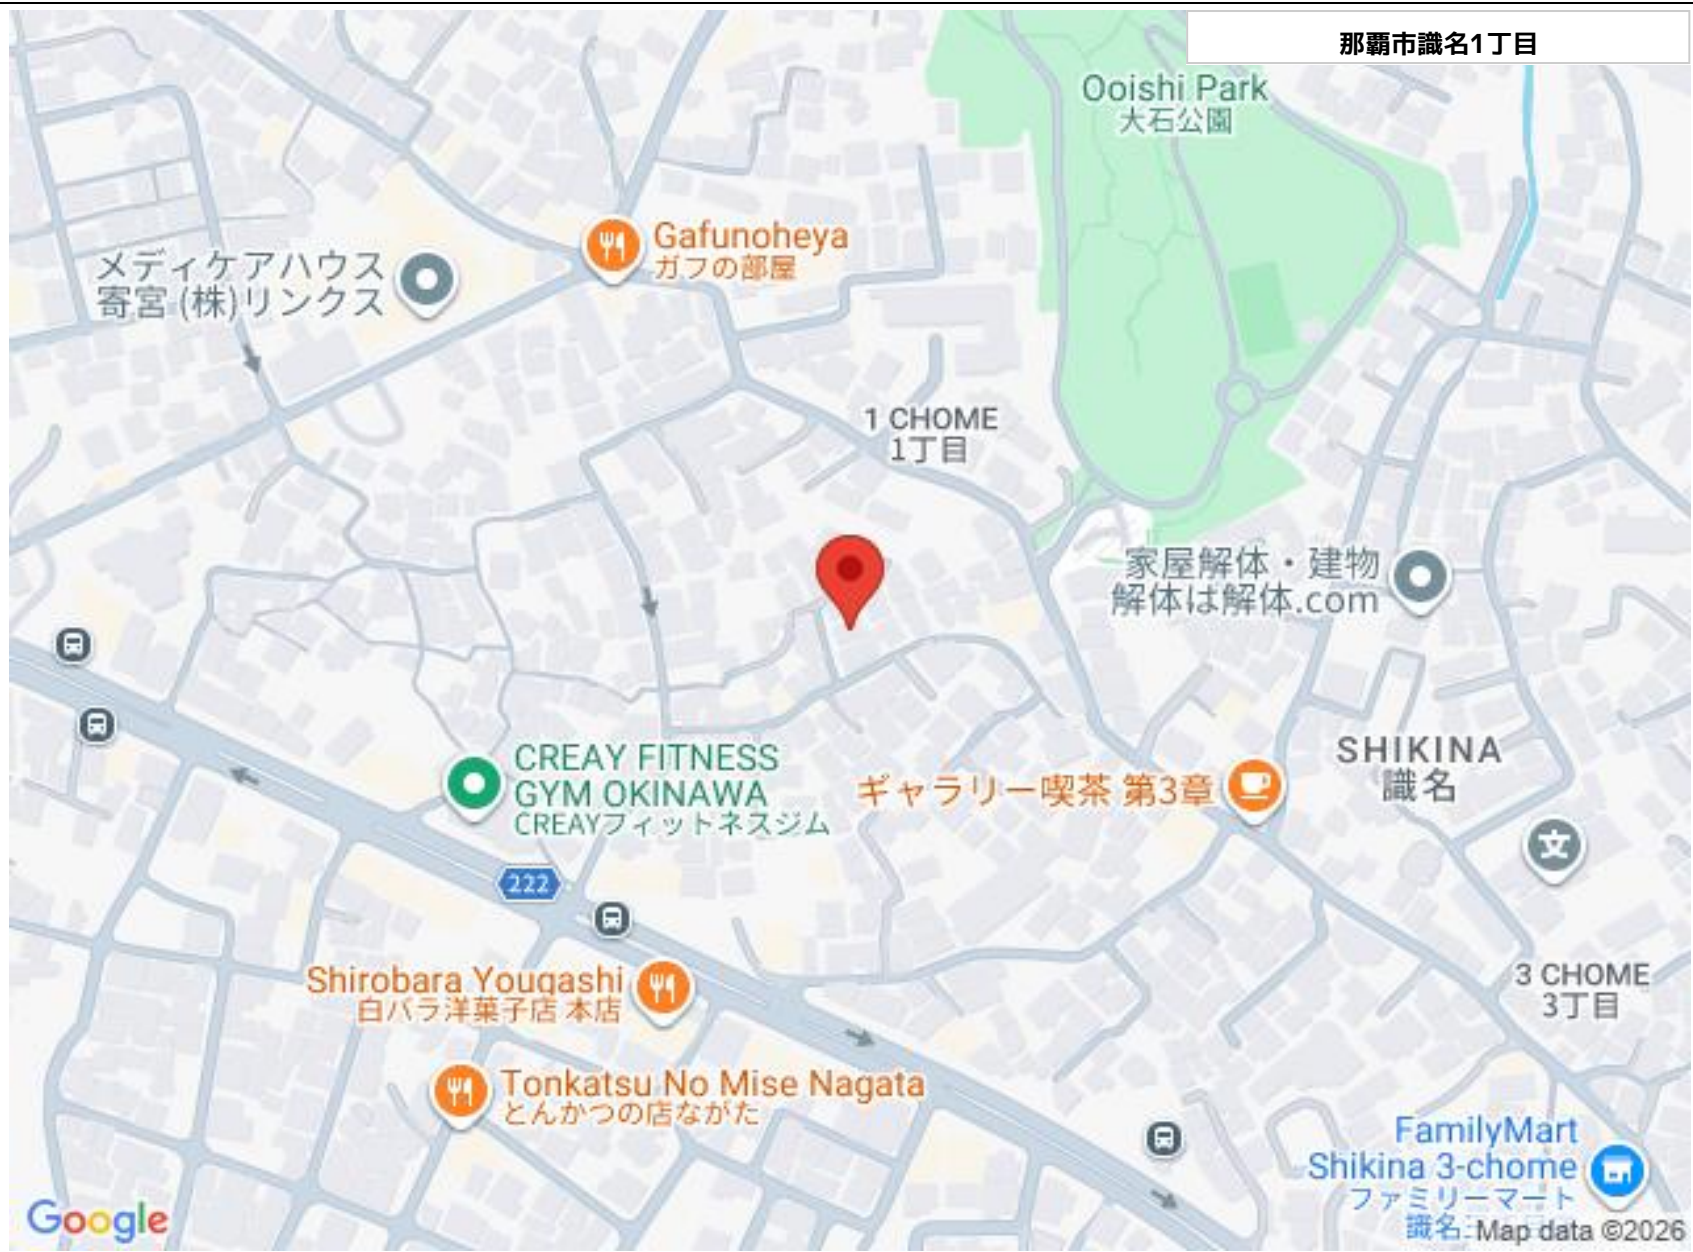 那覇市識名1丁目
Ooishi Park
大石公園
Gafunoheya
ガフの部屋
メディケアハウス
寄宮 (株)リンクス
1 CHOME
1丁目
家屋解体・建物
解体は解体.com
CREAY FITNESS
GYM OKINAWA
CREAYフィットネスジム
ギャラリー喫茶 第3章
SHIKINA
識名
文
222
Shirobara Yougashi
白バラ洋菓子店 本店
3 CHOME
3丁目
Tonkatsu No Mise Nagata
とんかつの店ながた
FamilyMart
Shikina 3-chome
ファミリーマート
識名
Google
Map data ©2026